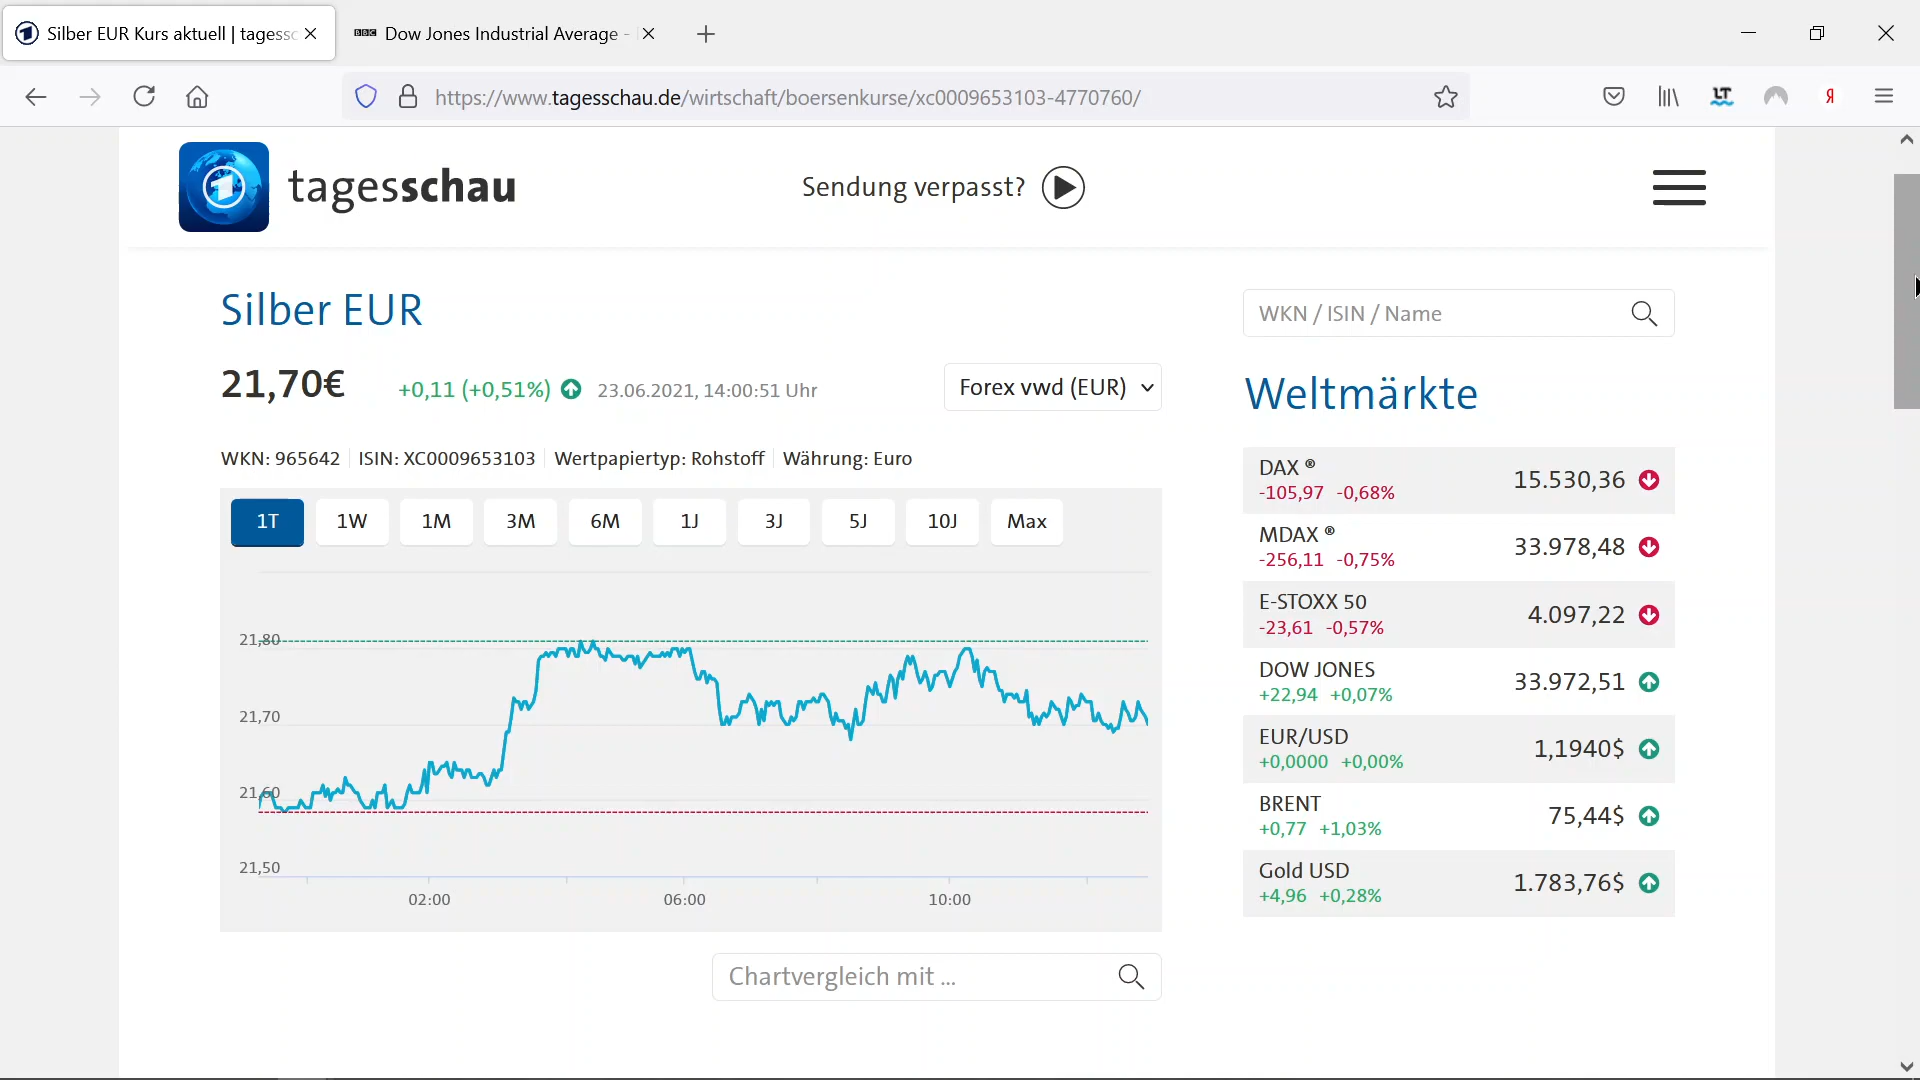 Silber EUR Kurs aktuell | tagessc
BBC Dow Jones Industrial Average -
https://www.tagesschau.de/wirtschaft/boersenkurse/xc0009653103-4770760/
LT
Я
tagesschau
Sendung verpasst?
Silber EUR
21,70€ +0,11 (+0,51%) 23.06.2021, 14:00:51 Uhr Forex vwd (EUR)
WKN: 965642 ISIN: XC0009653103 Wertpapiertyp: Rohstoff Währung: Euro
1T 1W 1M 3M 6M 1J 3J 5J 10J Max
21,80
21,70
21,60
21,50
02:00 06:00 10:00
Chartvergleich mit ...
WKN / ISIN / Name
Weltmärkte
DAX ® 15.530,36
-105,97 -0,68%
MDAX ® 33.978,48
-256,11 -0,75%
E-STOXX 50 4.097,22
-23,61 -0,57%
DOW JONES 33.972,51
+22,94 +0,07%
EUR/USD 1,1940$
+0,0000 +0,00%
BRENT 75,44$
+0,77 +1,03%
Gold USD 1.783,76$
+4,96 +0,28%